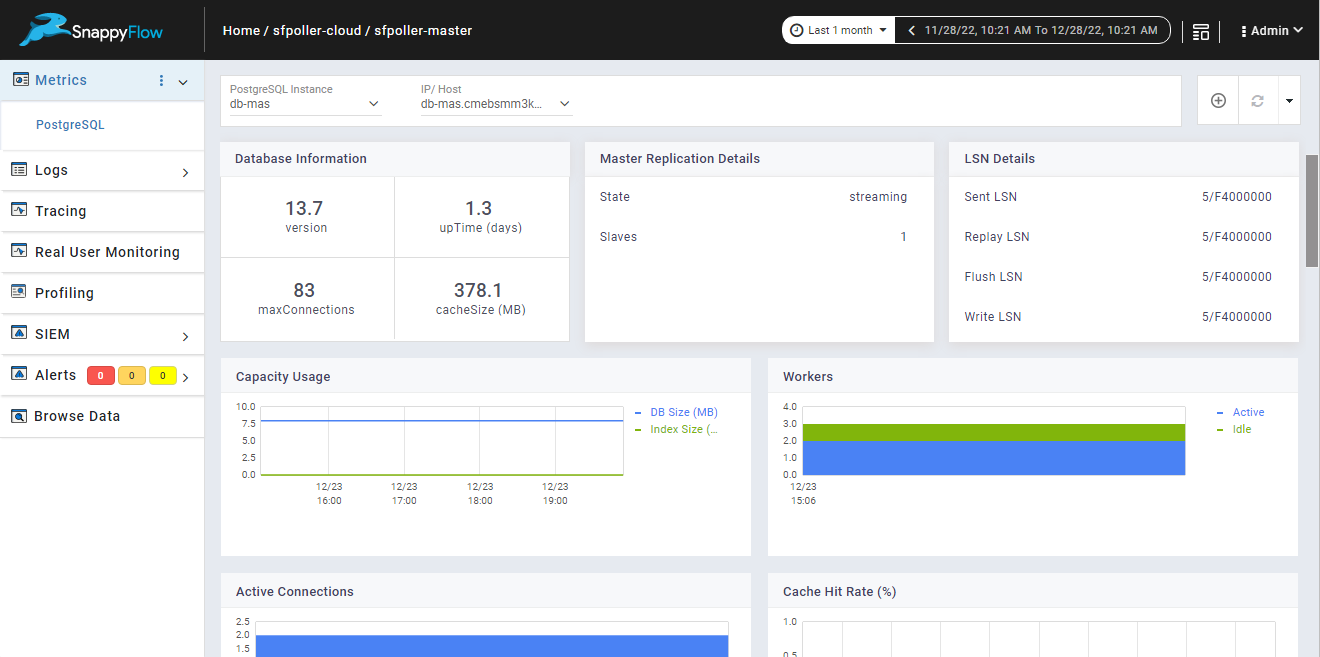 SnappyFlow
Home / sfpoller-cloud / sfpoller-master
Last 1 month
11/28/22, 10:21 AM To 12/28/22, 10:21 AM
Admin
Metrics
PostgreSQL
Logs
Tracing
Real User Monitoring
Profiling
SIEM
Alerts 0 0 0
Browse Data
PostgreSQL Instance
db-mas
IP/ Host
db-mas.cmebsmm3k...
Database Information
13.7
version
1.3
upTime (days)
83
maxConnections
378.1
cacheSize (MB)
Master Replication Details
State streaming
Slaves 1
LSN Details
Sent LSN 5/F4000000
Replay LSN 5/F4000000
Flush LSN 5/F4000000
Write LSN 5/F4000000
Capacity Usage
10.0
7.5
5.0
2.5
0.0
12/23 12/23 12/23 12/23
16:00 17:00 18:00 19:00
DB Size (MB)
Index Size (...
Workers
4.0
3.0
2.0
1.0
0.0
12/23
15:06
Active
Idle
Active Connections
2.5
2.0
1.5
Cache Hit Rate (%)
1.0
0.5